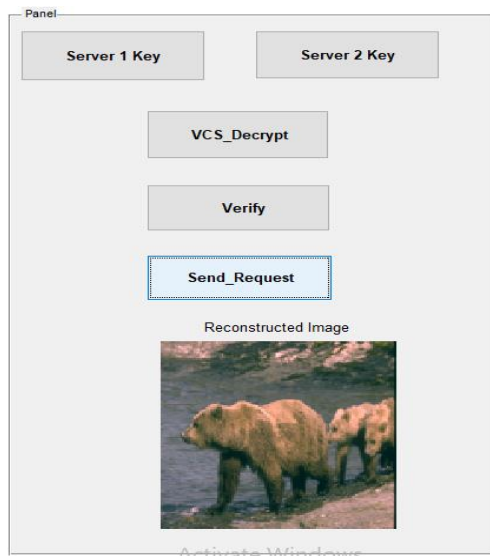 Panel
Server 1 Key
Server 2 Key
VCS_Decrypt
Verify
Send_Request
Reconstructed Image
Activate Windows